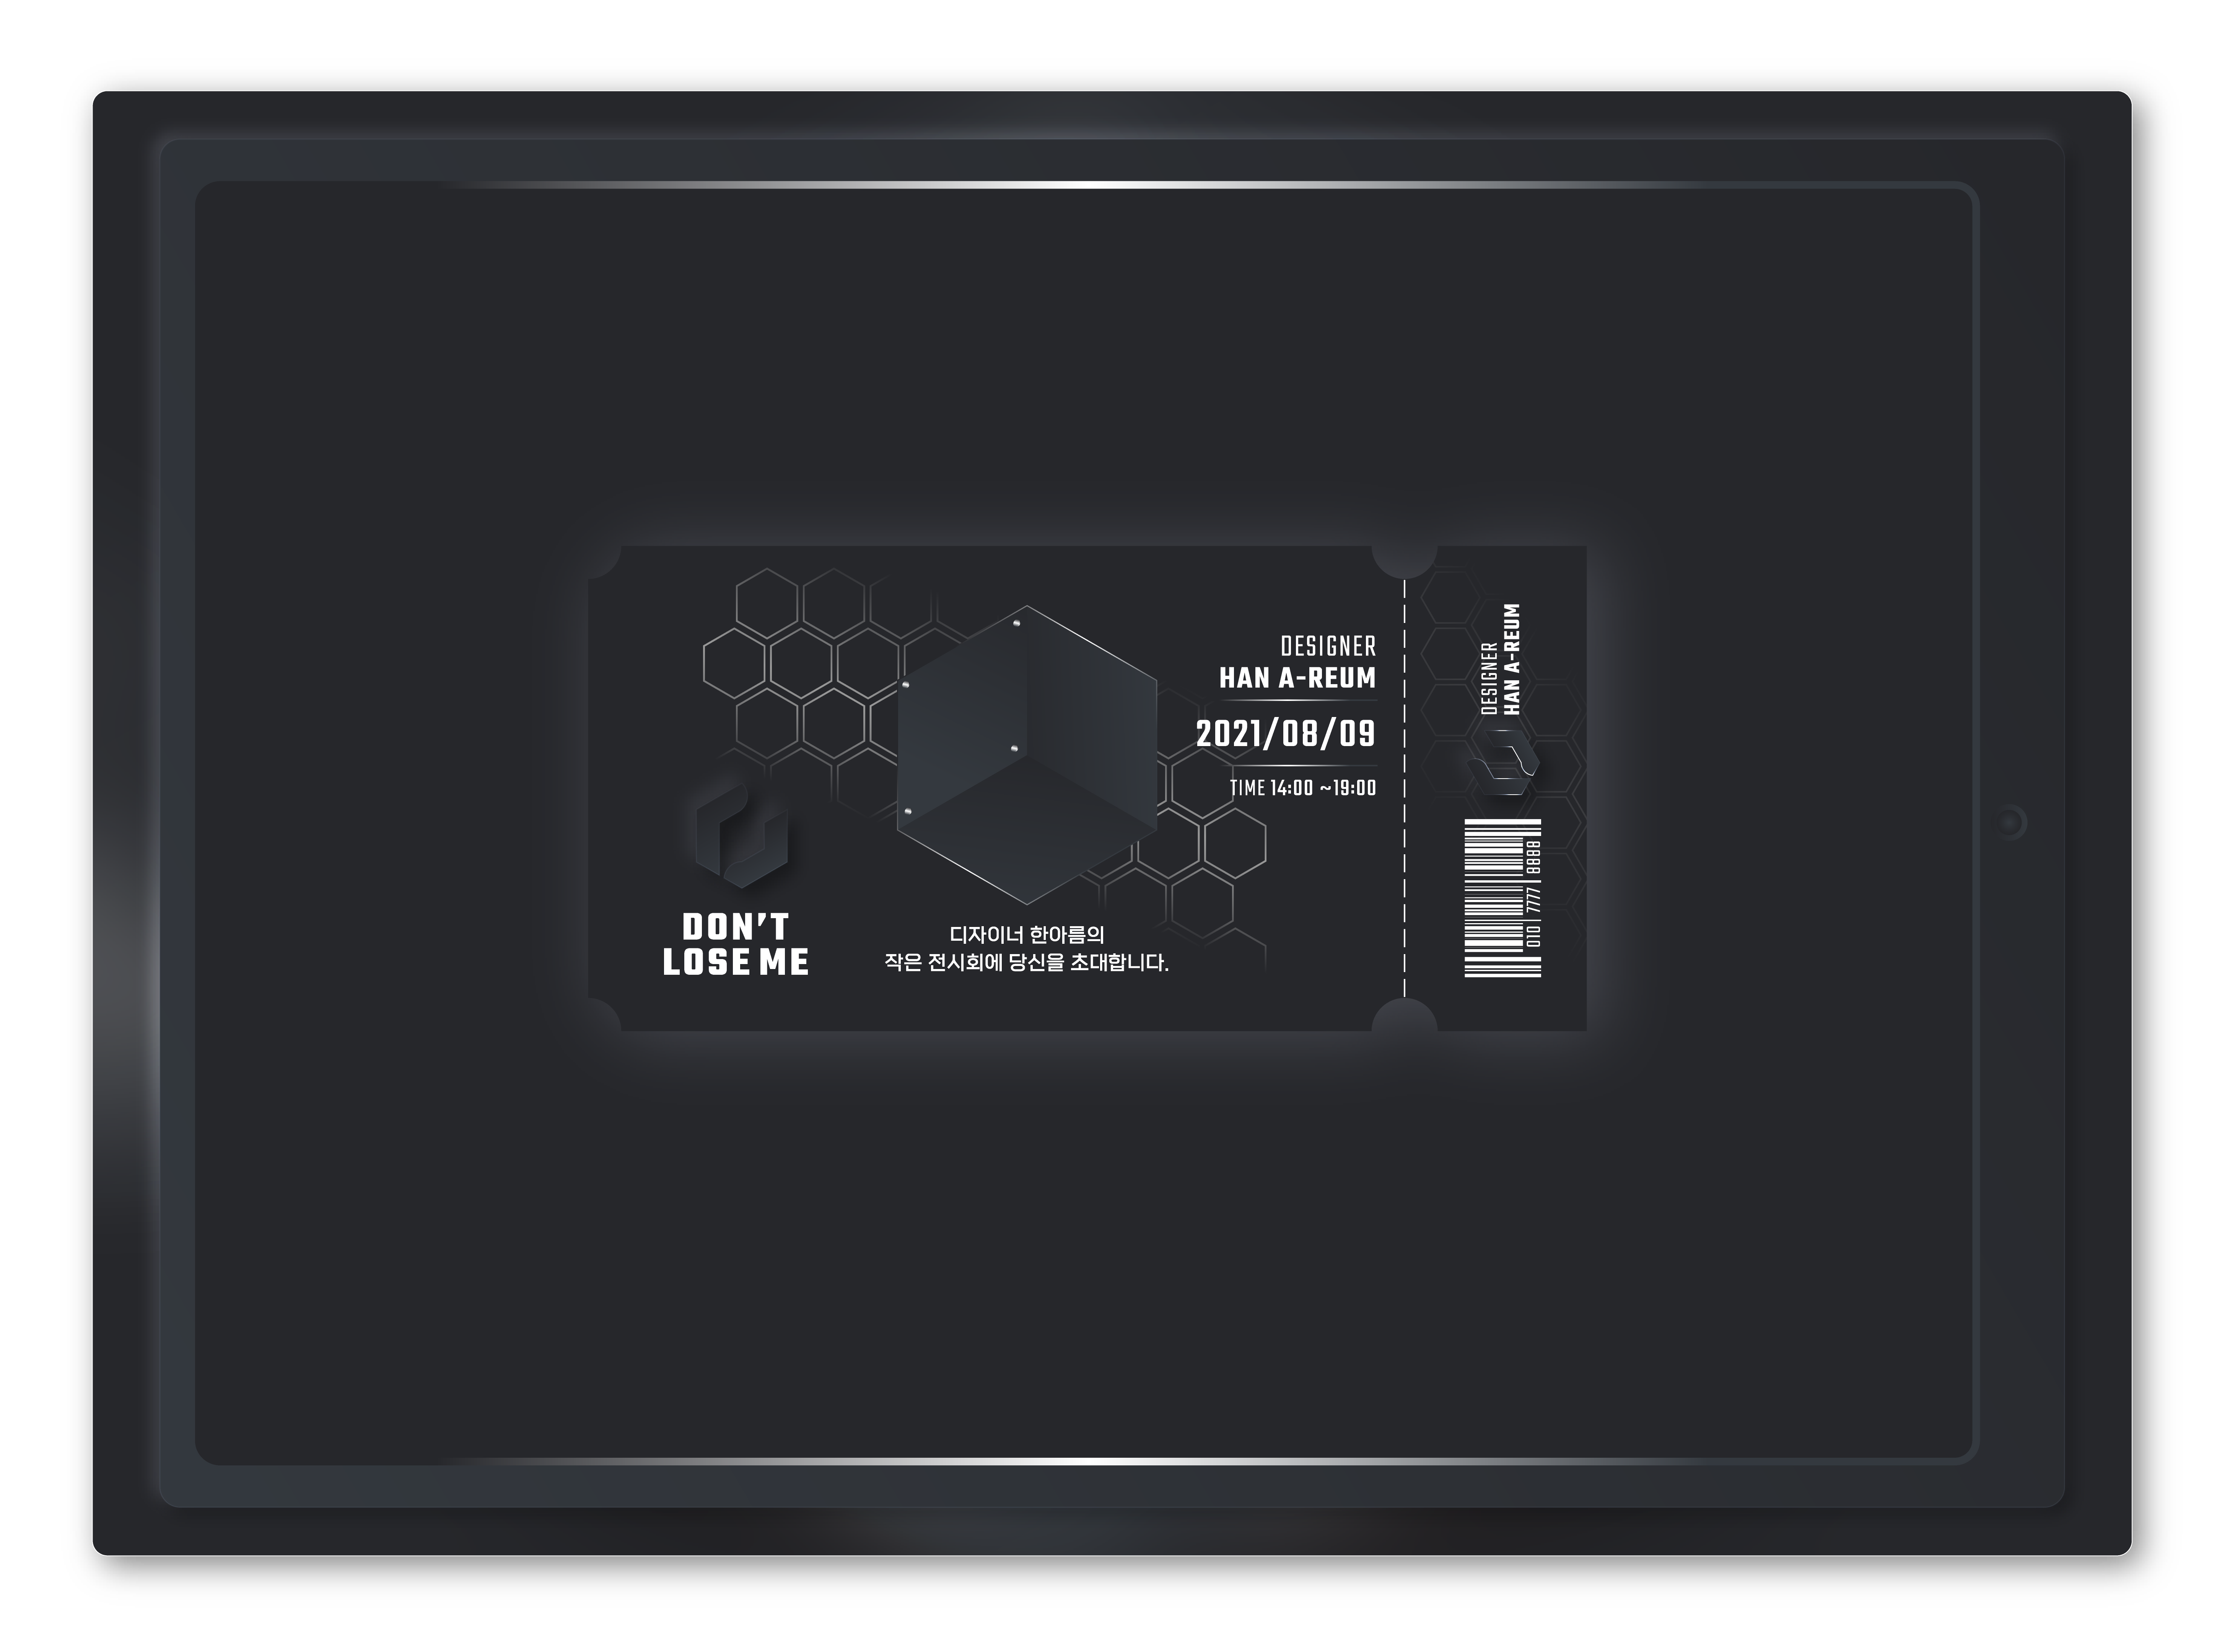 DESIGNER
HAN A-REUM
2021/08/09
TIME 14:00 ~19:00
DON'T
LOSE ME
디자이너 한아름의
작은 전시회에 당신을 초대합니다.
DESIGNER
HAN A-REUM
010 7777 8888